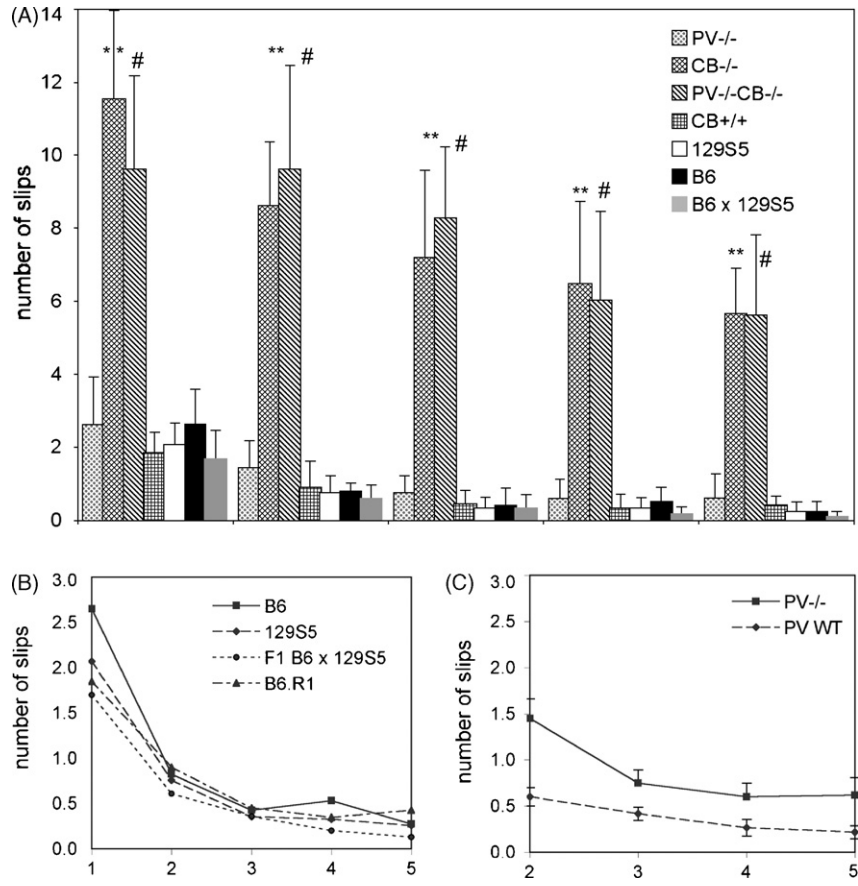 (A)
14
12
10
8
6
4
2
0
number of slips
** #
** #
** #
** #
** #
PV-/-
CB-/-
PV-/-CB-/-
CB+/+
129S5
B6
B6 x 129S5
(B)
3.0
2.5
2.0
1.5
1.0
0.5
0.0
number of slips
B6
129S5
F1 B6 x 129S5
B6.R1
1 2 3 4 5
(C)
3.0
2.5
2.0
1.5
1.0
0.5
0.0
number of slips
PV-/-
PV WT
2 3 4 5